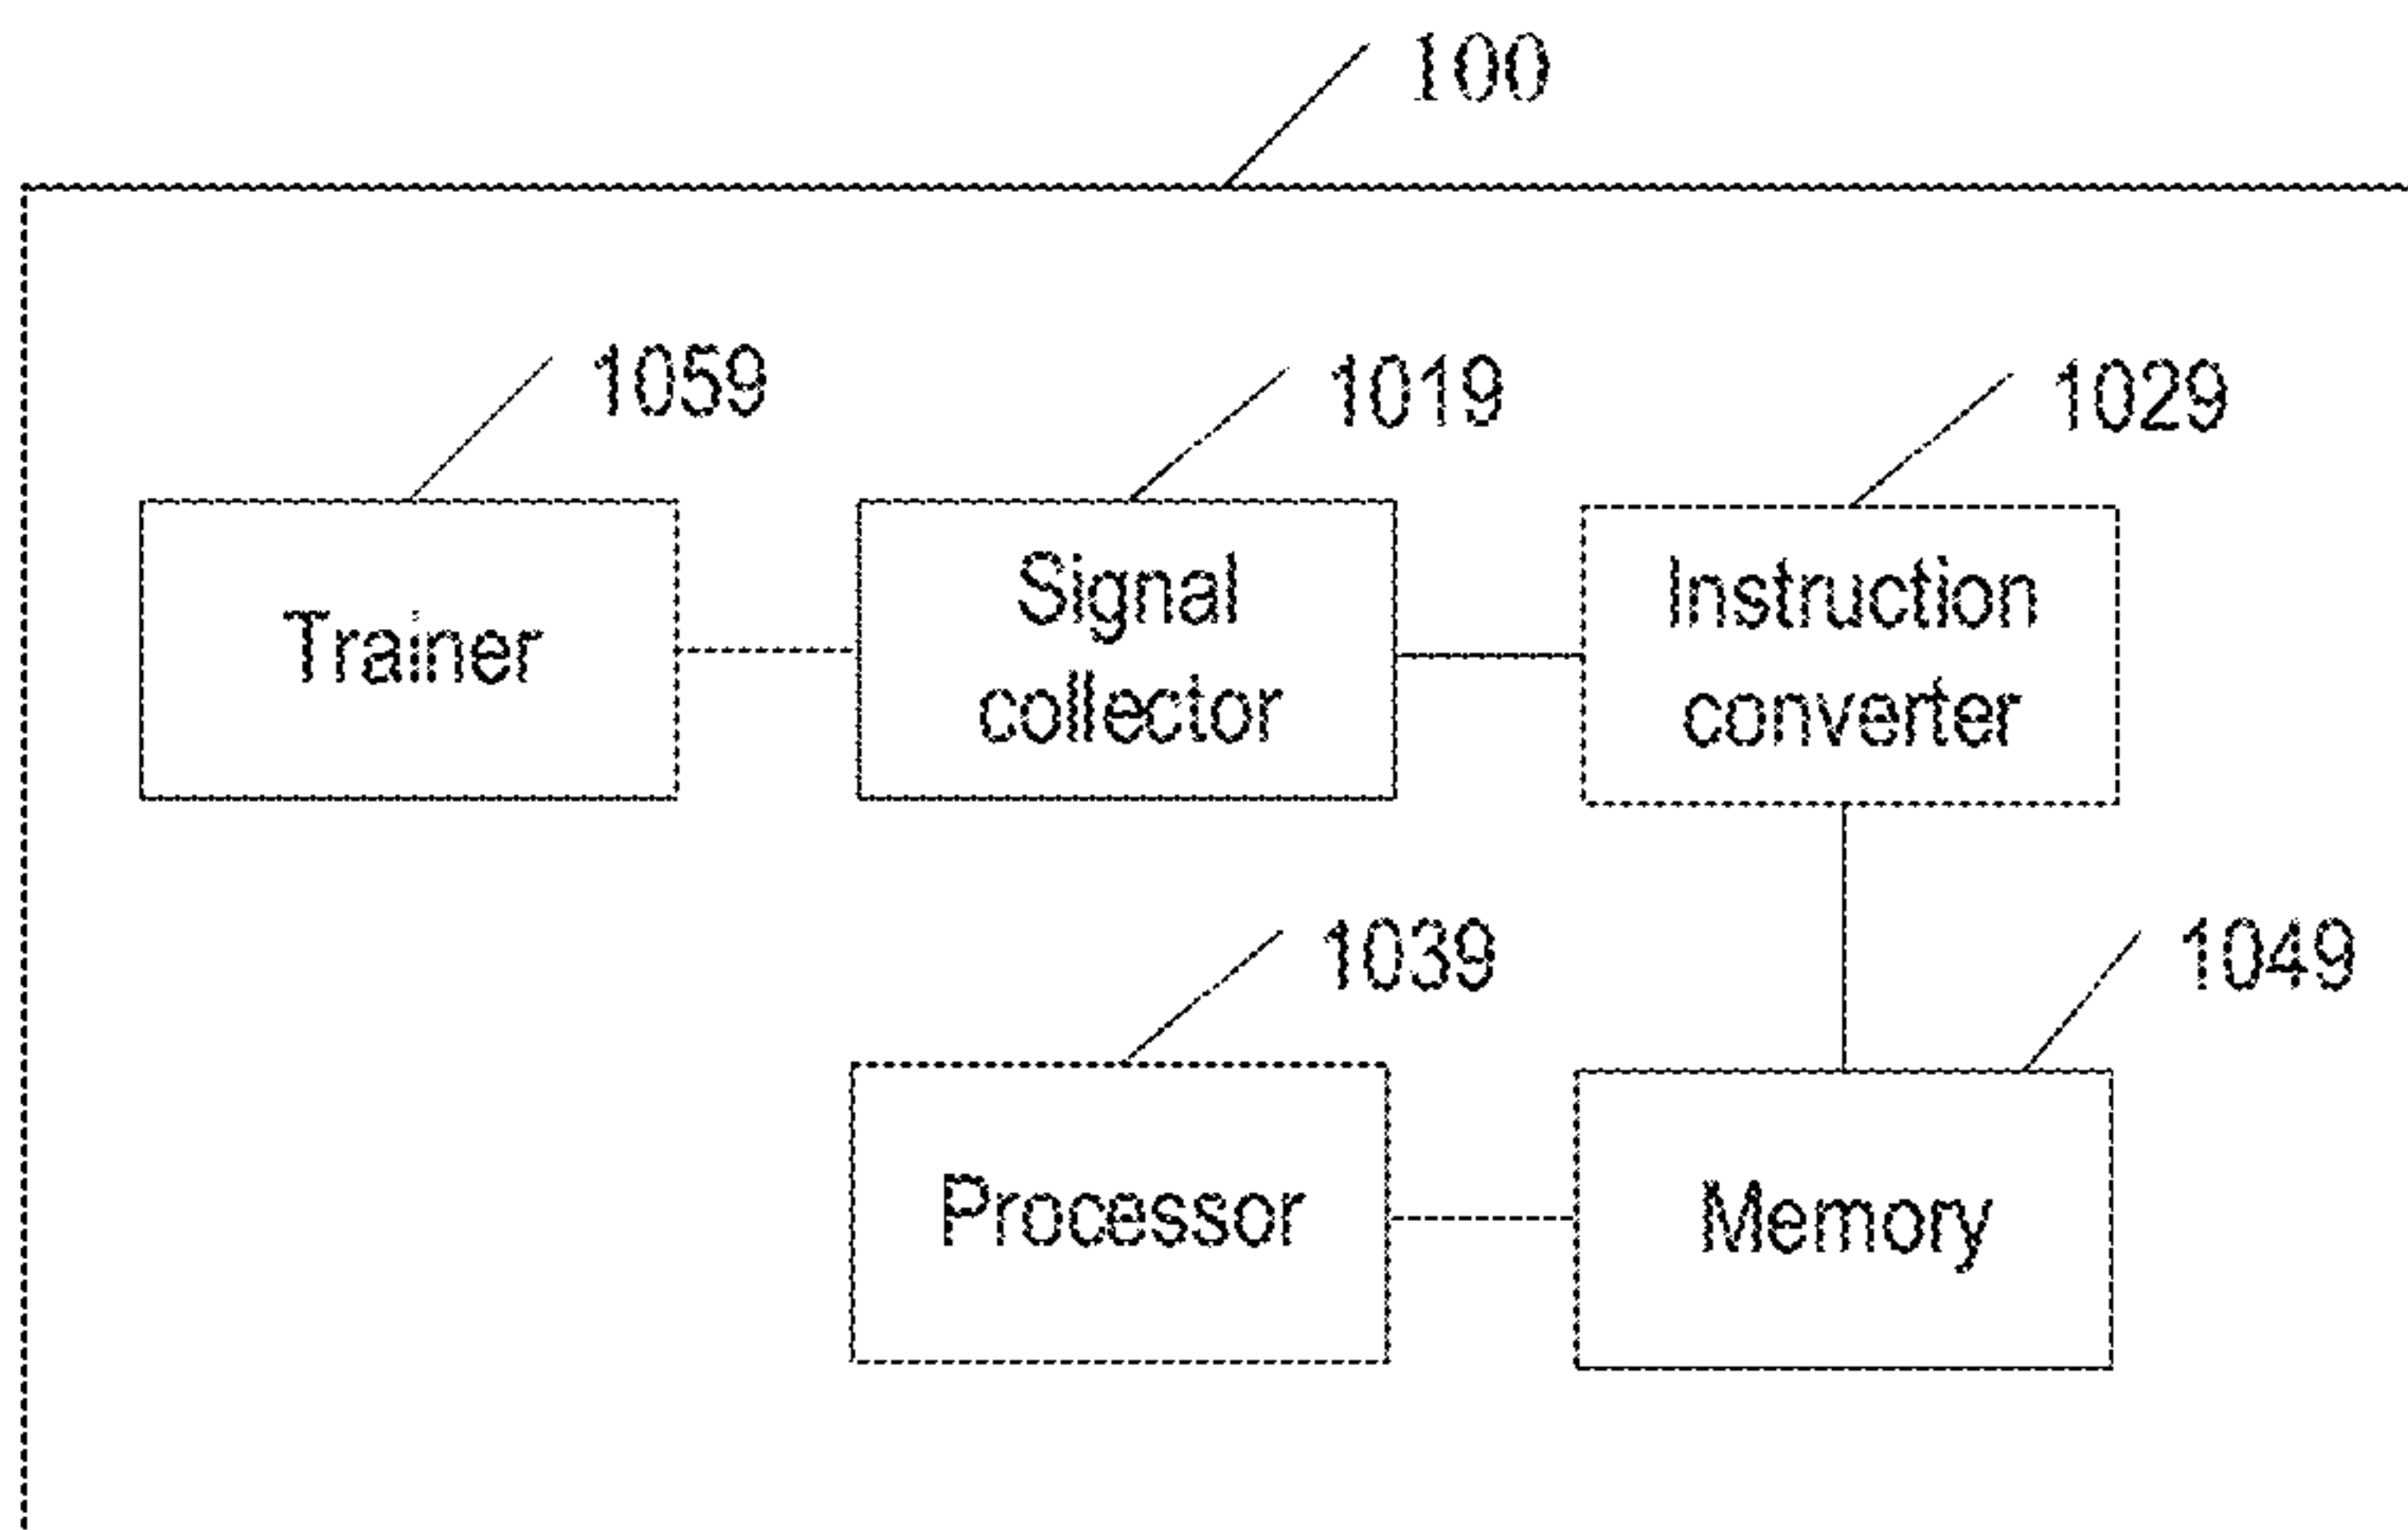 100
1059
1019
1029
Trainer
Signal
collector
Instruction
converter
1039
1049
Processor
Memory